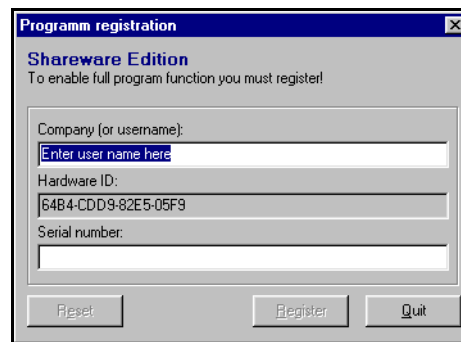 Programm registration
Shareware Edition
To enable full program function you must register!
Company (or username):
Enter user name here
Hardware ID:
64B4-CDD9-82E5-05F9
Serial number:
Reset
Register
Quit